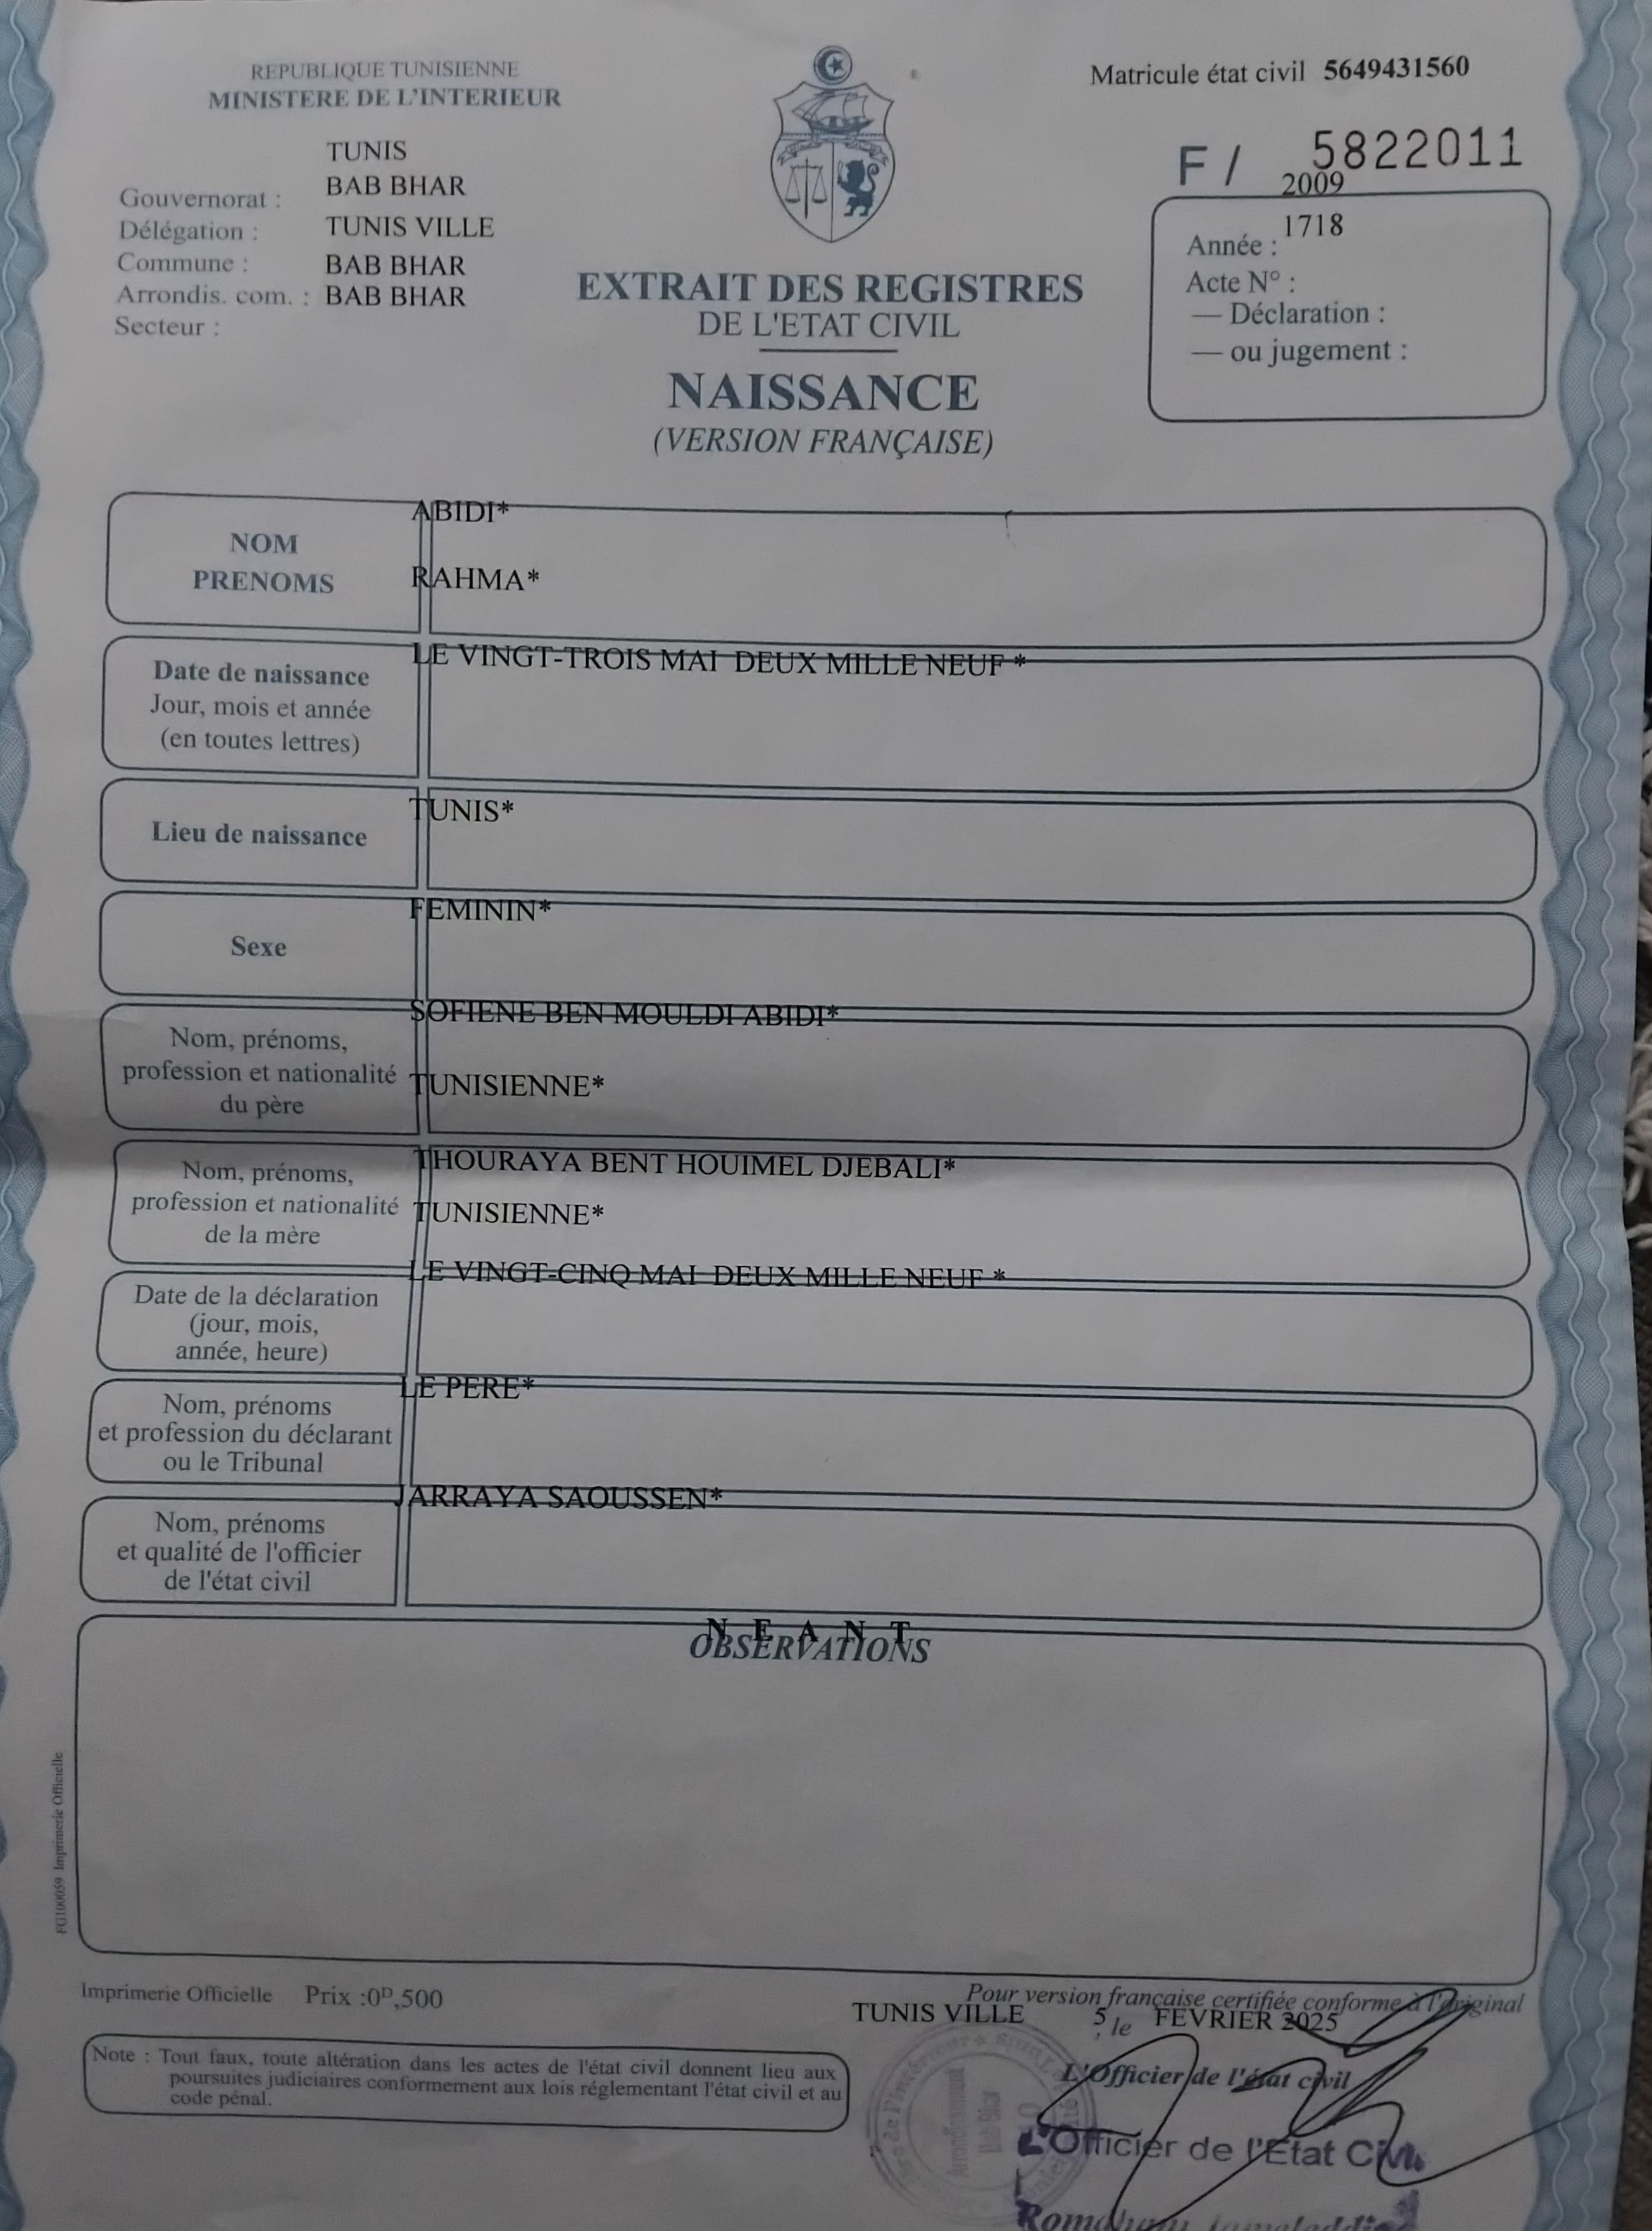 REPUBLIQUE TUNISIENNE
MINISTERE DE L'INTERIEUR
Matricule état civil 5649431560
F / 5822011
TUNIS
Gouvernorat : BAB BHAR
Délégation : TUNIS VILLE
Commune : BAB BHAR
Arrondis. com. : BAB BHAR
Secteur :
2009
Année : 1718
Acte N° :
— Déclaration :
— ou jugement :
EXTRAIT DES REGISTRES
DE L'ETAT CIVIL
NAISSANCE
(VERSION FRANÇAISE)
ABIDI*
NOM
PRENOMS
RAHMA*
LE VINGT-TROIS MAI DEUX MILLE NEUF *
Date de naissance
Jour, mois et année
(en toutes lettres)
TUNIS*
Lieu de naissance
FEMININ*
Sexe
SOFIENE BEN MOULDI ABIDI*
Nom, prénoms,
profession et nationalité
du père
TUNISIENNE*
THOURAYA BENT HOUIMEL DJEBALI*
Nom, prénoms,
profession et nationalité
de la mère
TUNISIENNE*
LE VINGT-CINQ MAI DEUX MILLE NEUF *
Date de la déclaration
(jour, mois,
année, heure)
LE PERE*
Nom, prénoms
et profession du déclarant
ou le Tribunal
JARRAYA SAOUSSEN*
Nom, prénoms
et qualité de l'officier
de l'état civil
N E A N T
OBSERVATIONS
FG100059 Imprimerie Officielle
Imprimerie Officielle Prix :0D,500
Pour version française certifiée conforme à l'original
TUNIS VILLE 5, le FEVRIER 2025
Note : Tout faux, toute altération dans les actes de l'état civil donnent lieu aux
poursuites judiciaires conformement aux lois réglementant l'état civil et au
code pénal.
L'Officier de l'état civil
Arrondissement
Bab Bhar
L'Officier de l'Etat Civil